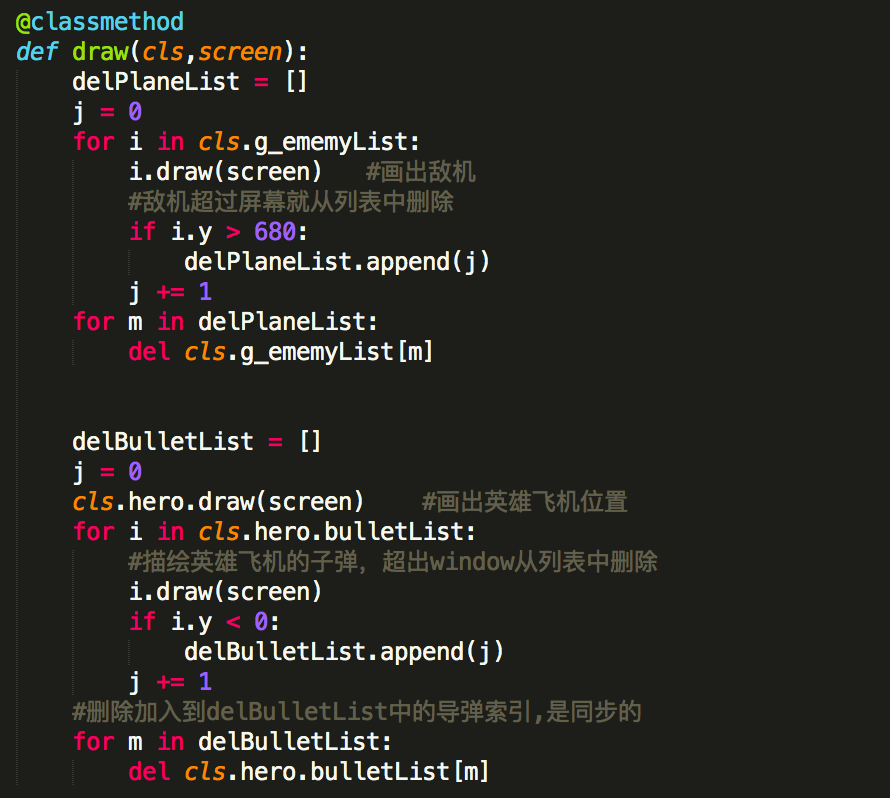 @classmethod
def draw(cls,screen):
    delPlaneList = []
    j = 0
    for i in cls.g_ememyList:
        i.draw(screen)   #画出敌机
        #敌机超过屏幕就从列表中删除
        if i.y > 680:
            delPlaneList.append(j)
        j += 1
    for m in delPlaneList:
        del cls.g_ememyList[m]
    delBulletList = []
    j = 0
    cls.hero.draw(screen)    #画出英雄飞机位置
    for i in cls.hero.bulletList:
        #描绘英雄飞机的子弹，超出window从列表中删除
        i.draw(screen)
        if i.y < 0:
            delBulletList.append(j)
        j += 1
    #删除加入到delBulletList中的导弹索引,是同步的
    for m in delBulletList:
        del cls.hero.bulletList[m]